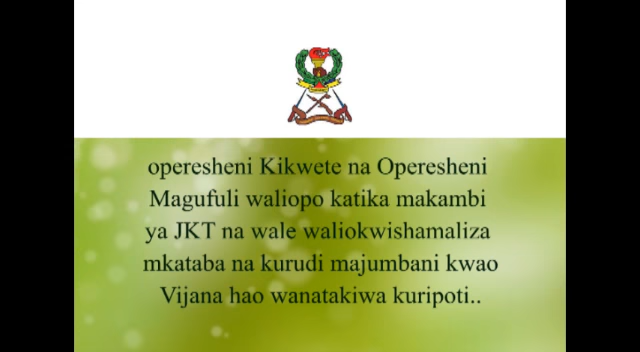 operesheni Kikwete na Operesheni
Magufuli waliopo katika makambi
ya JKT na wale waliokwishamaliza
mkataba na kurudi majumbani kwao
Vijana hao wanatakiwa kuripoti..